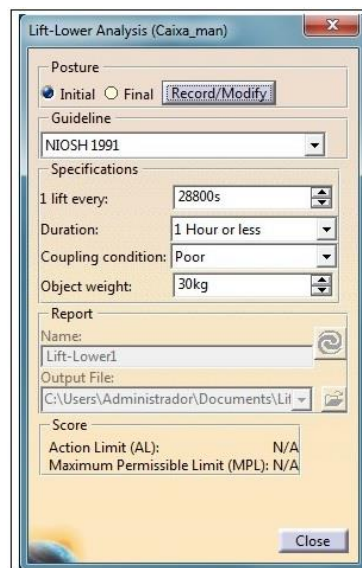 Lift-Lower Analysis (Caixa_man)
Posture
Initial Final Record/Modify
Guideline
NIOSH 1991
Specifications
1 lift every: 28800s
Duration: 1 Hour or less
Coupling condition: Poor
Object weight: 30kg
Report
Name:
Lift-Lower1
Output File:
C:\Users\Administrador\Documents\Lif
Score
Action Limit (AL): N/A
Maximum Permissible Limit (MPL): N/A
Close